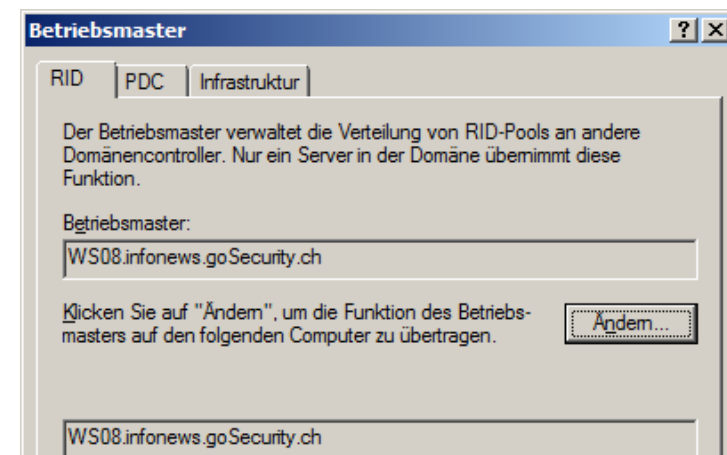 Betriebsmaster
RID
PDC
Infrastruktur
Der Betriebsmaster verwaltet die Verteilung von RID-Pools an andere
Domänencontroller. Nur ein Server in der Domäne übernimmt diese
Funktion.
Betriebsmaster:
WS08.infonews.goSecurity.ch
Klicken Sie auf "Ändern", um die Funktion des Betriebs-
masters auf den folgenden Computer zu übertragen.
Ändern...
WS08.infonews.goSecurity.ch